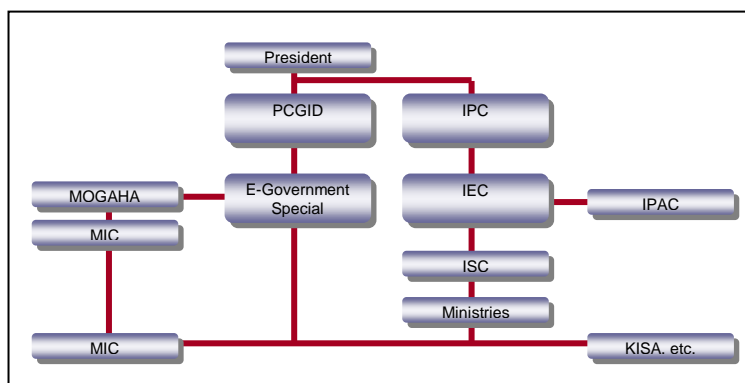 President
PCGID
IPC
E-Government
Special
IEC
MOGAHA
IPAC
MIC
ISC
Ministries
MIC
KISA. etc.